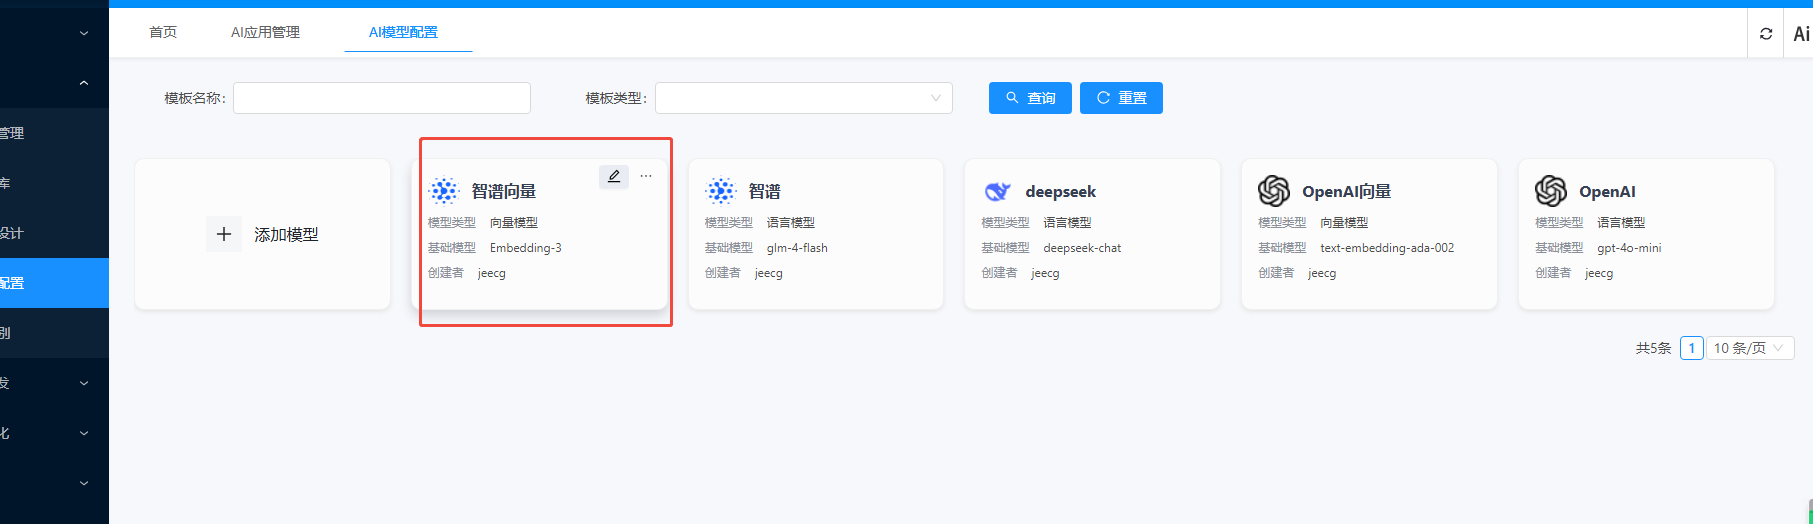 首页 AI应用管理 AI模型配置 Ai
模板名称: 模板类型: 查询 重置
管理
库
设计
配置
别
发
化
添加模型
智谱向量
模型类型 向量模型
基础模型 Embedding-3
创建者 jeecg
智谱
模型类型 语言模型
基础模型 glm-4-flash
创建者 jeecg
deepseek
模型类型 语言模型
基础模型 deepseek-chat
创建者 jeecg
OpenAI向量
模型类型 向量模型
基础模型 text-embedding-ada-002
创建者 jeecg
OpenAI
模型类型 语言模型
基础模型 gpt-4o-mini
创建者 jeecg
共5条 1 10 条/页